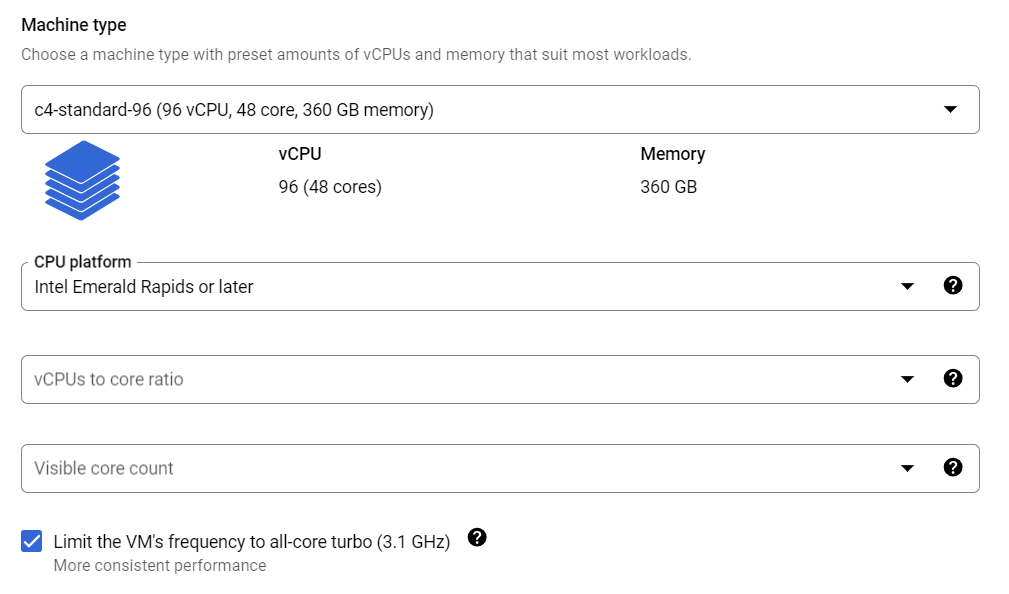 Machine type
Choose a machine type with preset amounts of vCPUs and memory that suit most workloads.
c4-standard-96 (96 vCPU, 48 core, 360 GB memory)
vCPU
Memory
96 (48 cores)
360 GB
CPU platform
Intel Emerald Rapids or later
?
vCPUs to core ratio
?
Visible core count
?
Limit the VM's frequency to all-core turbo (3.1 GHz)
?
More consistent performance